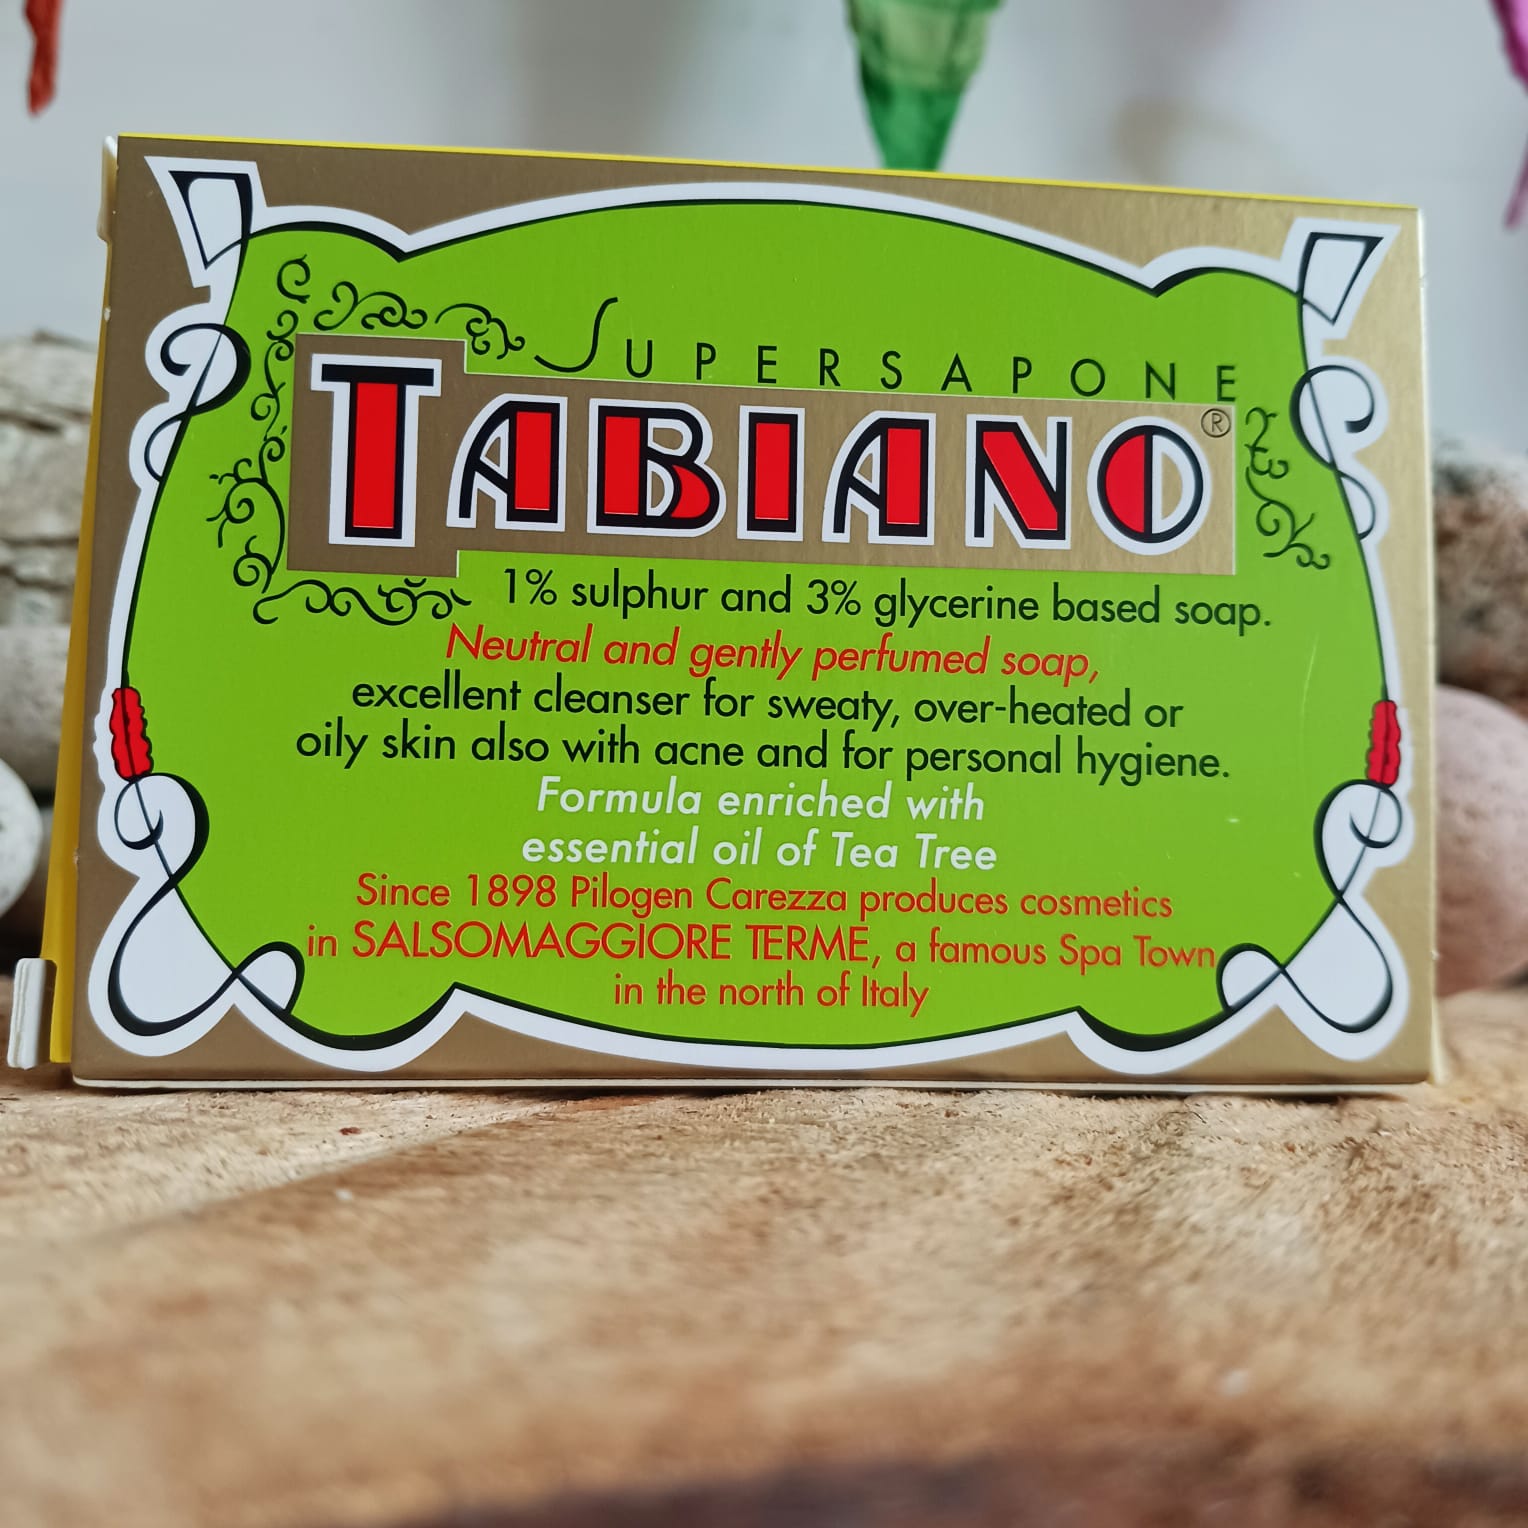 SUPERSAPONE
TABIANO®
1% sulphur and 3% glycerine based soap.
Neutral and gently perfumed soap,
excellent cleanser for sweaty, over-heated or
oily skin also with acne and for personal hygiene.
Formula enriched with
essential oil of Tea Tree
Since 1898 Pilogen Carezza produces cosmetics
in SALSOMAGGIORE TERME, a famous Spa Town
in the north of Italy